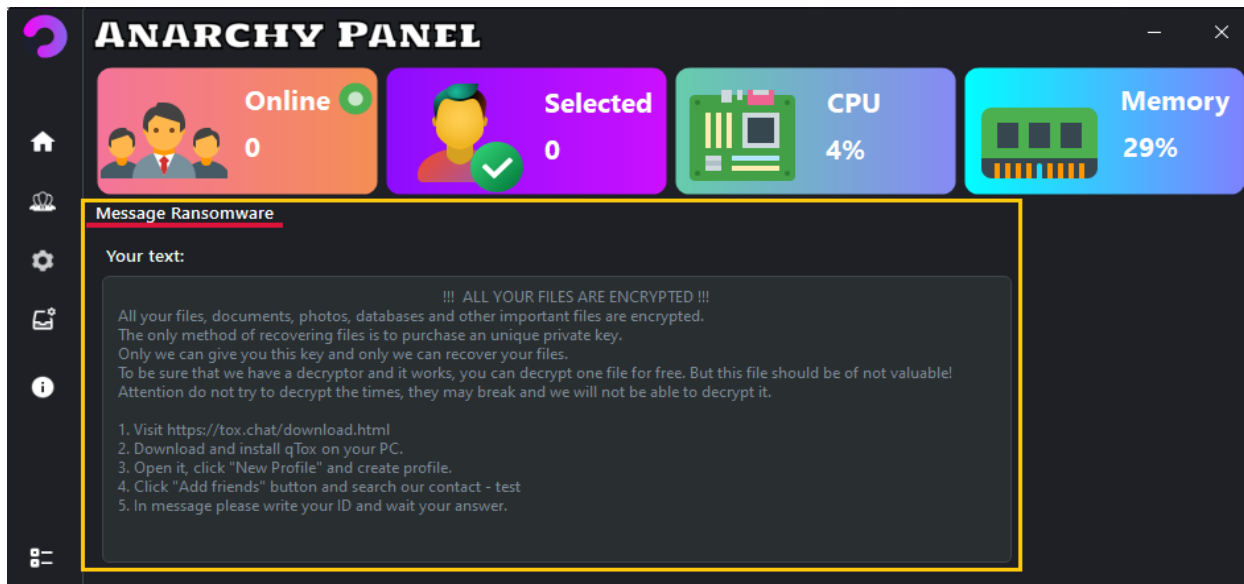 ANARCHY PANEL
Online
0
Selected
0
CPU
4%
Memory
29%
Message Ransomware
Your text:
!!! ALL YOUR FILES ARE ENCRYPTED !!!
All your files, documents, photos, databases and other important files are encrypted.
The only method of recovering files is to purchase an unique private key.
Only we can give you this key and only we can recover your files.
To be sure that we have a decryptor and it works, you can decrypt one file for free. But this file should be of not valuable!
Attention do not try to decrypt the times, they may break and we will not be able to decrypt it.
1. Visit https://tox.chat/download.html
2. Download and install qTox on your PC.
3. Open it, click "New Profile" and create profile.
4. Click "Add friends" button and search our contact - test
5. In message please write your ID and wait your answer.